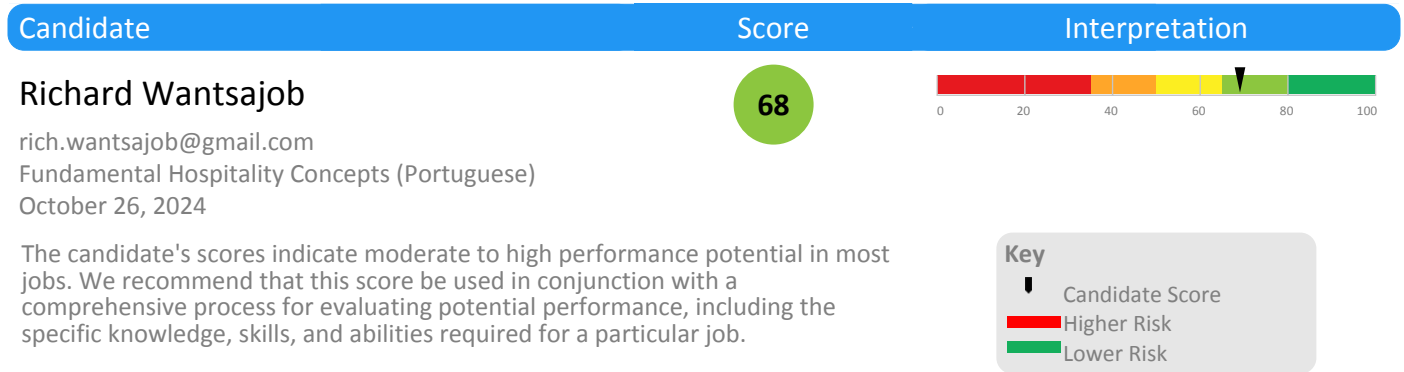 Candidate Score Interpretation
Richard Wantsajob
68
0 20 40 60 80 100
rich.wantsajob@gmail.com
Fundamental Hospitality Concepts (Portuguese)
October 26, 2024
The candidate's scores indicate moderate to high performance potential in most
jobs. We recommend that this score be used in conjunction with a
comprehensive process for evaluating potential performance, including the
specific knowledge, skills, and abilities required for a particular job.
Key
Candidate Score
Higher Risk
Lower Risk